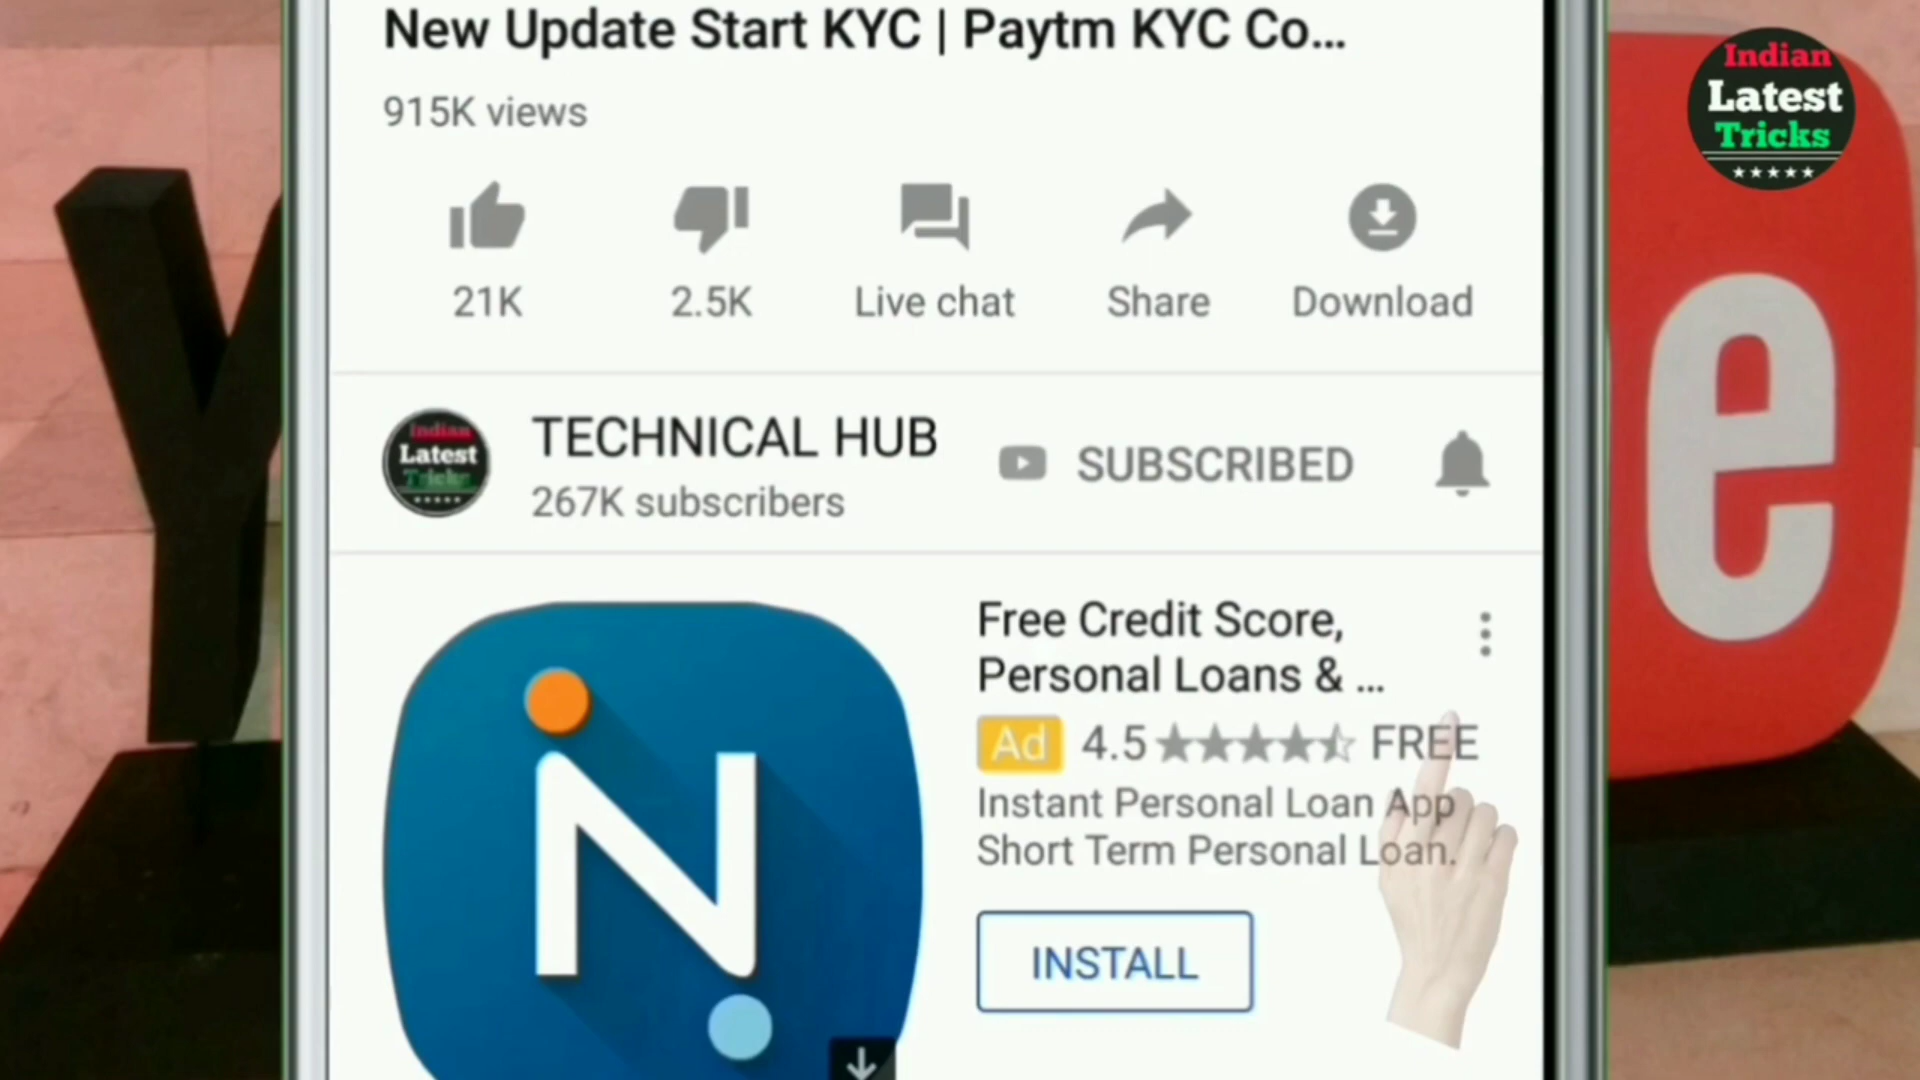 New Update Start KYC | Paytm KYC Co...
915K views
21K
2.5K
Live chat
Share
Download
Indian
Latest
Tricks
TECHNICAL HUB
267K subscribers
SUBSCRIBED
Indian
Latest
Tricks
Free Credit Score,
Personal Loans & ...
Ad 4.5 FREE
Instant Personal Loan App
Short Term Personal Loan.
INSTALL
N
Y
e